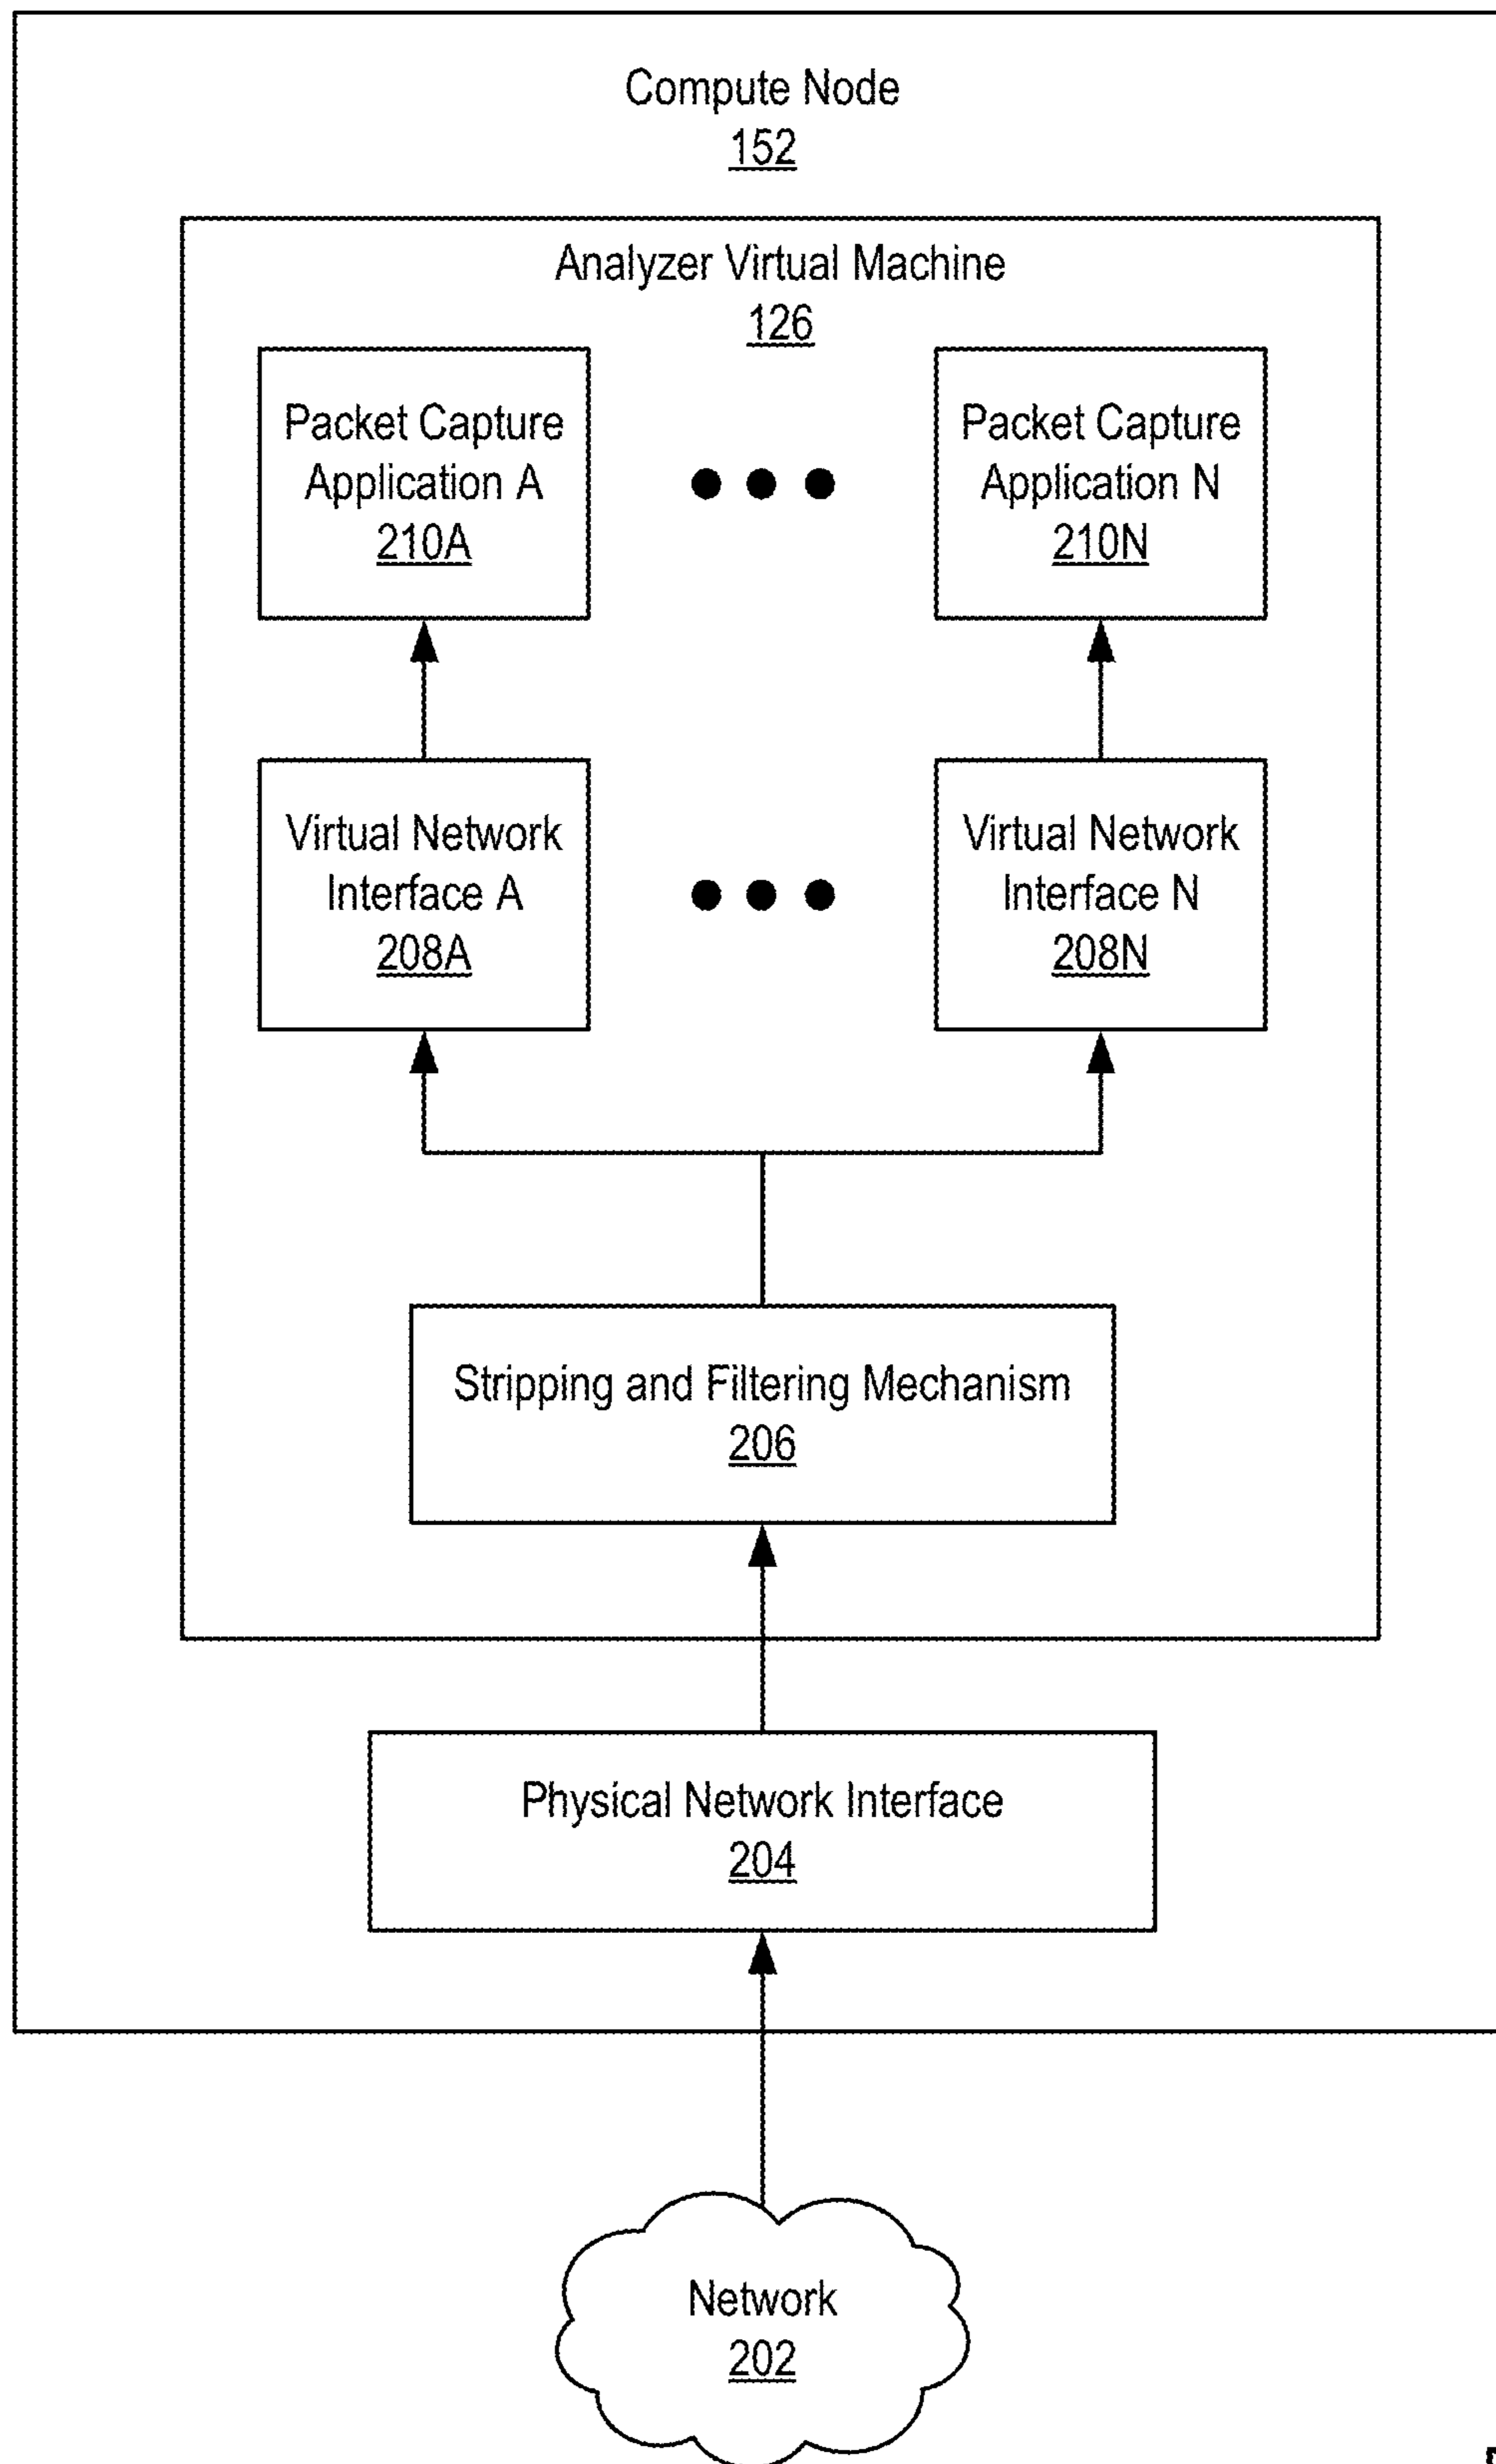 Compute Node
152
Analyzer Virtual Machine
126
Packet Capture
Application A
210A
Packet Capture
Application N
210N
Virtual Network
Interface A
208A
Virtual Network
Interface N
208N
Stripping and Filtering Mechanism
206
Physical Network Interface
204
Network
202